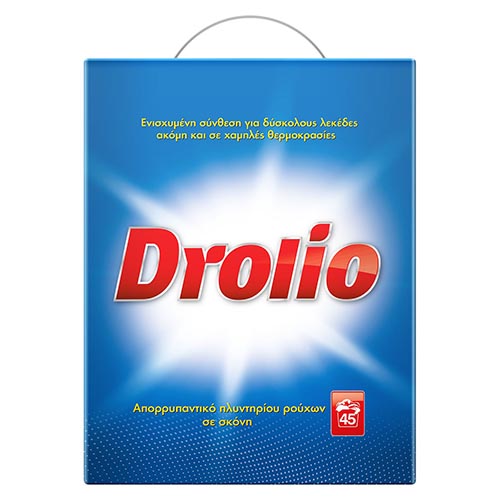 Ενισχυμένη σύνθεση για δύσκολους λεκέδες
ακόμη και σε χαμηλές θερμοκρασίες
Drolio
Απορρυπαντικό πλυντηρίου ρούχων
σε σκόνη
45